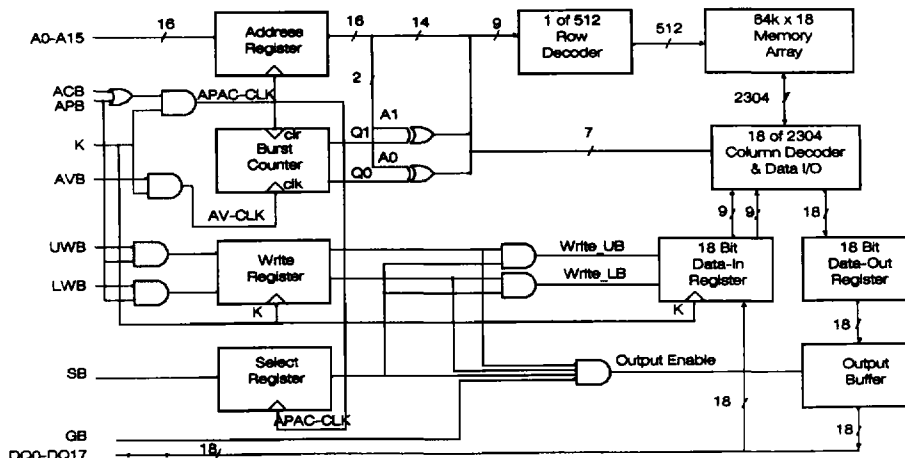 A0-A15
16
Address
Register
16
14
9
1 of 512
Row
Decoder
512
64k x 18
Memory
Array
2
2304
ACB
APB
APAC-CLK
K
A1
Q1
clr
Burst
Counter
clk
A0
Q0
7
18 of 2304
Column Decoder
& Data I/O
AVB
AV-CLK
9
9
18
UWB
LWB
Write
Register
K
Write_UB
Write_LB
18 Bit
Data-In
Register
K
18 Bit
Data-Out
Register
18
SB
Select
Register
APAC-CLK
Output Enable
Output
Buffer
18
18
GB
DQ0-DQ17
18